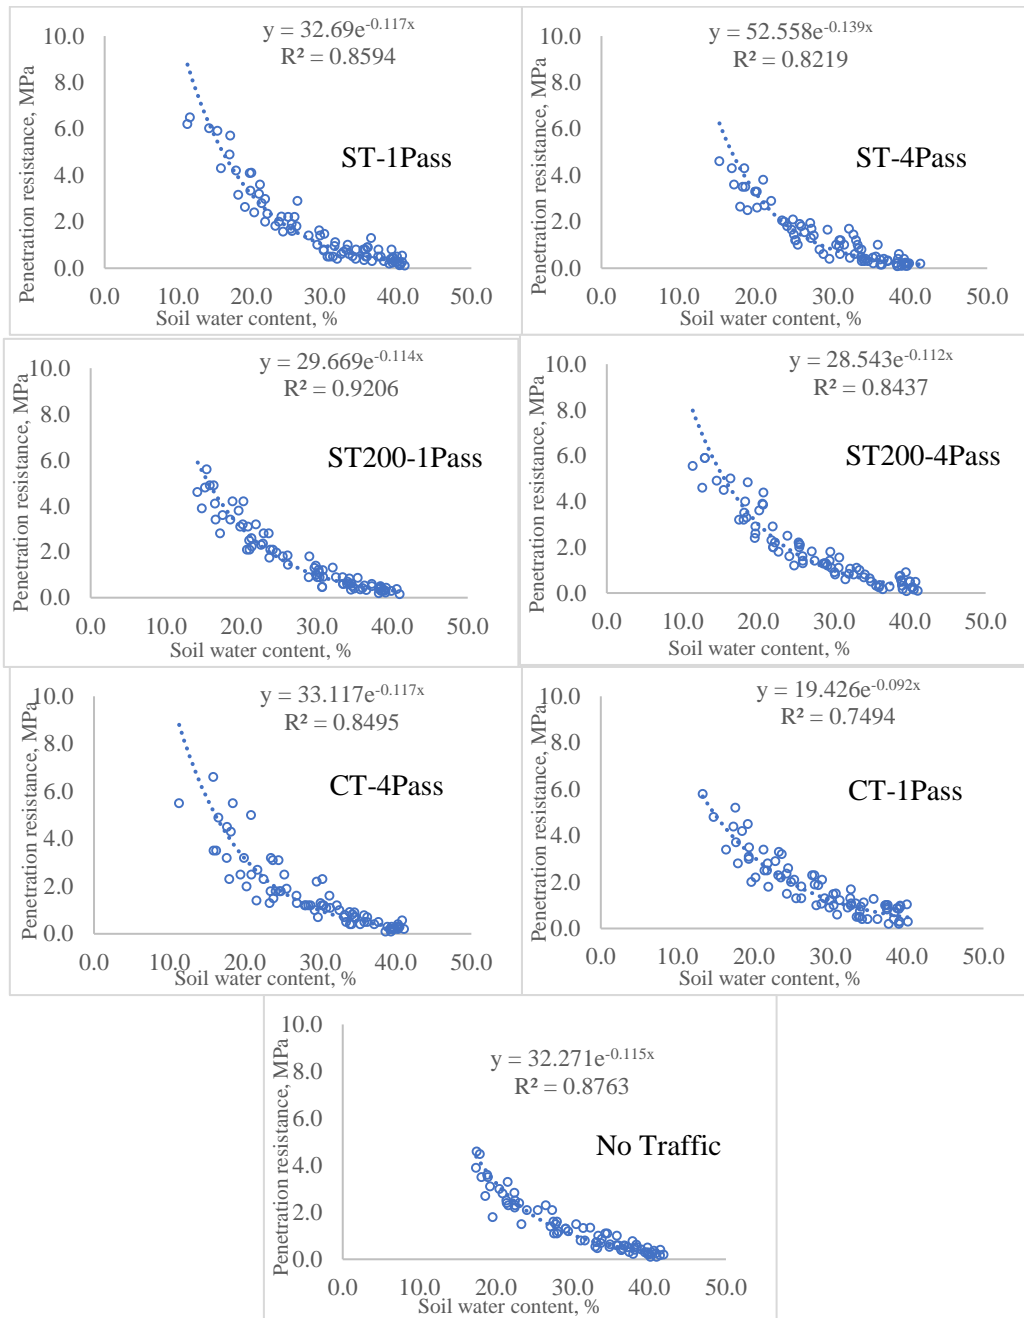 y = 32.69e^-0.117x
R² = 0.8594
ST-1Pass
Penetration resistance, MPa
10.0
8.0
6.0
4.0
2.0
0.0
0.0 10.0 20.0 30.0 40.0 50.0
Soil water content, %
y = 52.558e^-0.139x
R² = 0.8219
ST-4Pass
Penetration resistance, MPa
10.0
8.0
6.0
4.0
2.0
0.0
0.0 10.0 20.0 30.0 40.0 50.0
Soil water content, %
y = 29.669e^-0.114x
R² = 0.9206
ST200-1Pass
Penetration resistance, MPa
10.0
8.0
6.0
4.0
2.0
0.0
0.0 10.0 20.0 30.0 40.0 50.0
Soil water content, %
y = 28.543e^-0.112x
R² = 0.8437
ST200-4Pass
Penetration resistance, MPa
10.0
8.0
6.0
4.0
2.0
0.0
0.0 10.0 20.0 30.0 40.0 50.0
Soil water content, %
y = 33.117e^-0.117x
R² = 0.8495
CT-4Pass
Penetration resistance, MPa
10.0
8.0
6.0
4.0
2.0
0.0
0.0 10.0 20.0 30.0 40.0 50.0
Soil water content, %
y = 19.426e^-0.092x
R² = 0.7494
CT-1Pass
Penetration resistance, MPa
10.0
8.0
6.0
4.0
2.0
0.0
0.0 10.0 20.0 30.0 40.0 50.0
Soil water content, %
y = 32.271e^-0.115x
R² = 0.8763
No Traffic
Penetration resistance, MPa
10.0
8.0
6.0
4.0
2.0
0.0
0.0 10.0 20.0 30.0 40.0 50.0
Soil water content, %